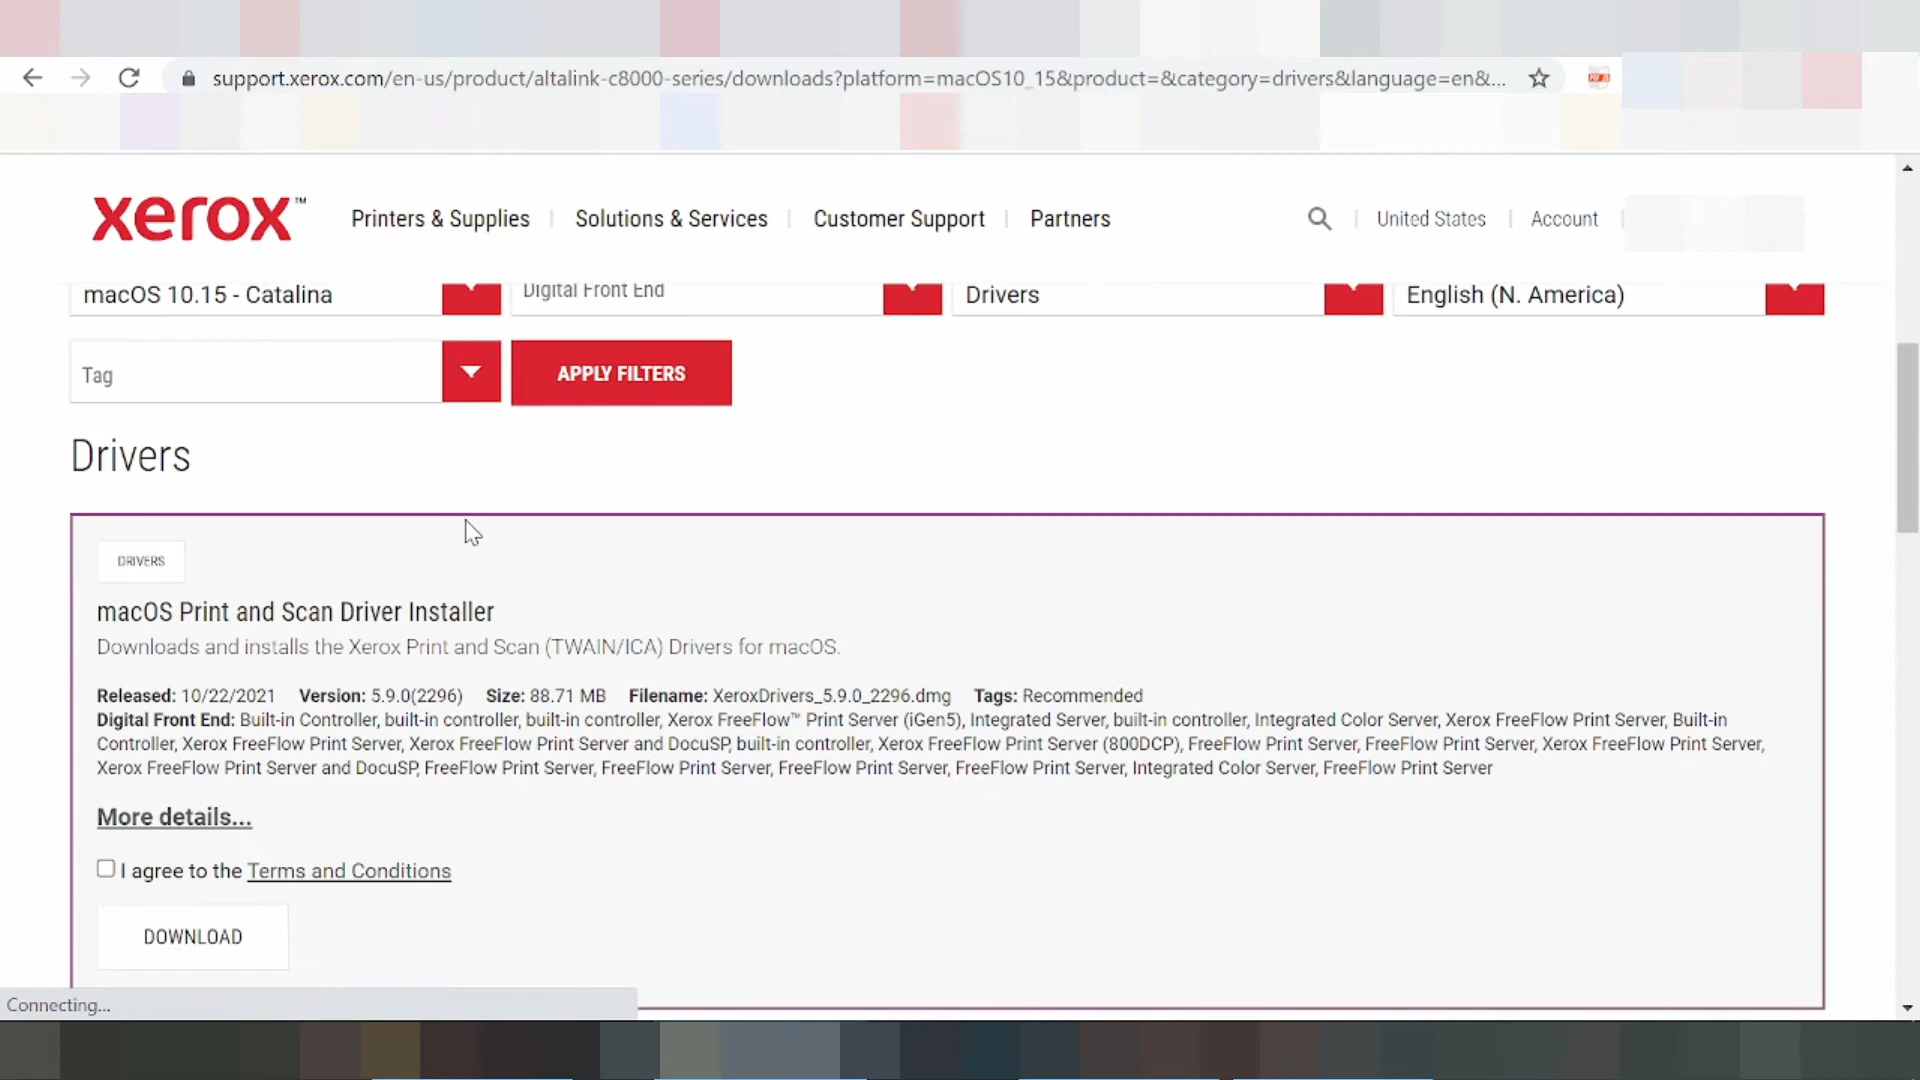 support.xerox.com/en-us/product/altalink-c8000-series/downloads?platform=macOS10_15&product=&category=drivers&language=en&...
xerox™ Printers & Supplies Solutions & Services Customer Support Partners United States Account
macOS 10.15 - Catalina Digital Front End Drivers English (N. America)
Tag APPLY FILTERS
Drivers
DRIVERS
macOS Print and Scan Driver Installer
Downloads and installs the Xerox Print and Scan (TWAIN/ICA) Drivers for macOS.
Released: 10/22/2021 Version: 5.9.0(2296) Size: 88.71 MB Filename: XeroxDrivers_5.9.0_2296.dmg Tags: Recommended
Digital Front End: Built-in Controller, built-in controller, built-in controller, Xerox FreeFlow™ Print Server (iGen5), Integrated Server, built-in controller, Integrated Color Server, Xerox FreeFlow Print Server, Built-in
Controller, Xerox FreeFlow Print Server, Xerox FreeFlow Print Server and DocuSP, built-in controller, Xerox FreeFlow Print Server (800DCP), FreeFlow Print Server, FreeFlow Print Server, Xerox FreeFlow Print Server,
Xerox FreeFlow Print Server and DocuSP, FreeFlow Print Server, FreeFlow Print Server, FreeFlow Print Server, FreeFlow Print Server, Integrated Color Server, FreeFlow Print Server
More details...
I agree to the Terms and Conditions
DOWNLOAD
Connecting...